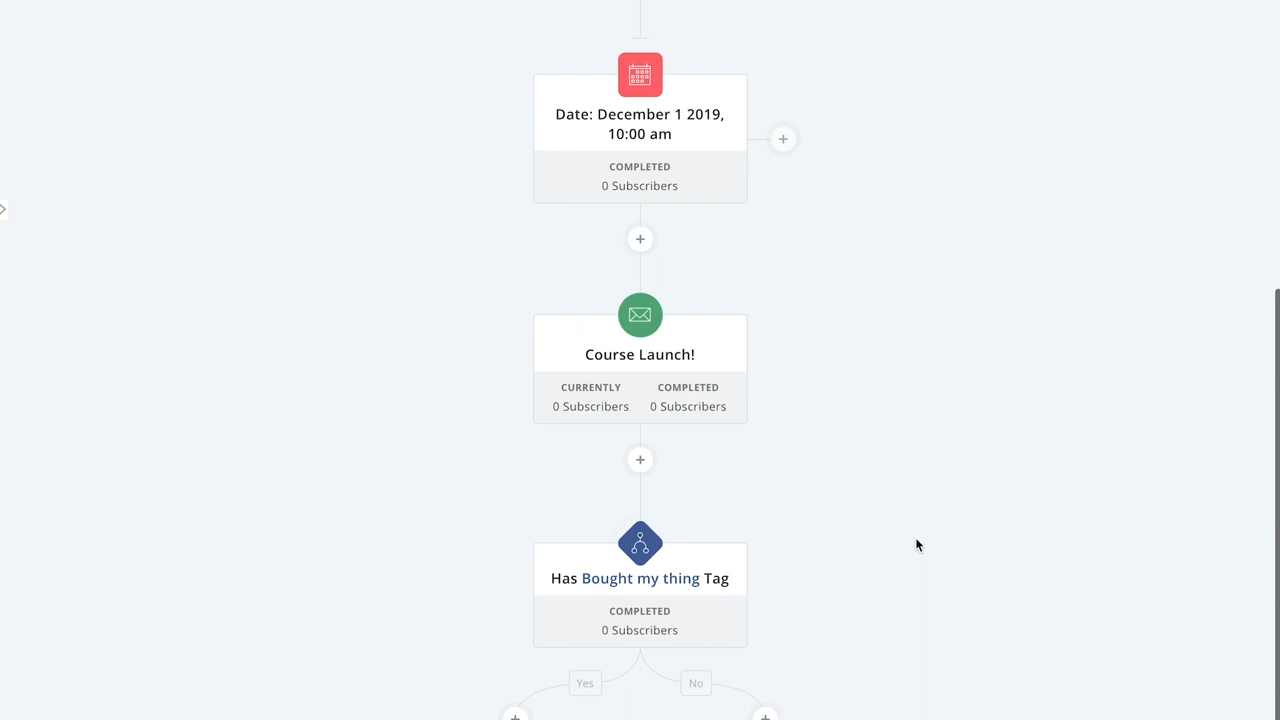 Date: December 1 2019,
10:00 am
COMPLETED
0 Subscribers
Course Launch!
CURRENTLY COMPLETED
0 Subscribers 0 Subscribers
Has Bought my thing Tag
COMPLETED
0 Subscribers
Yes No